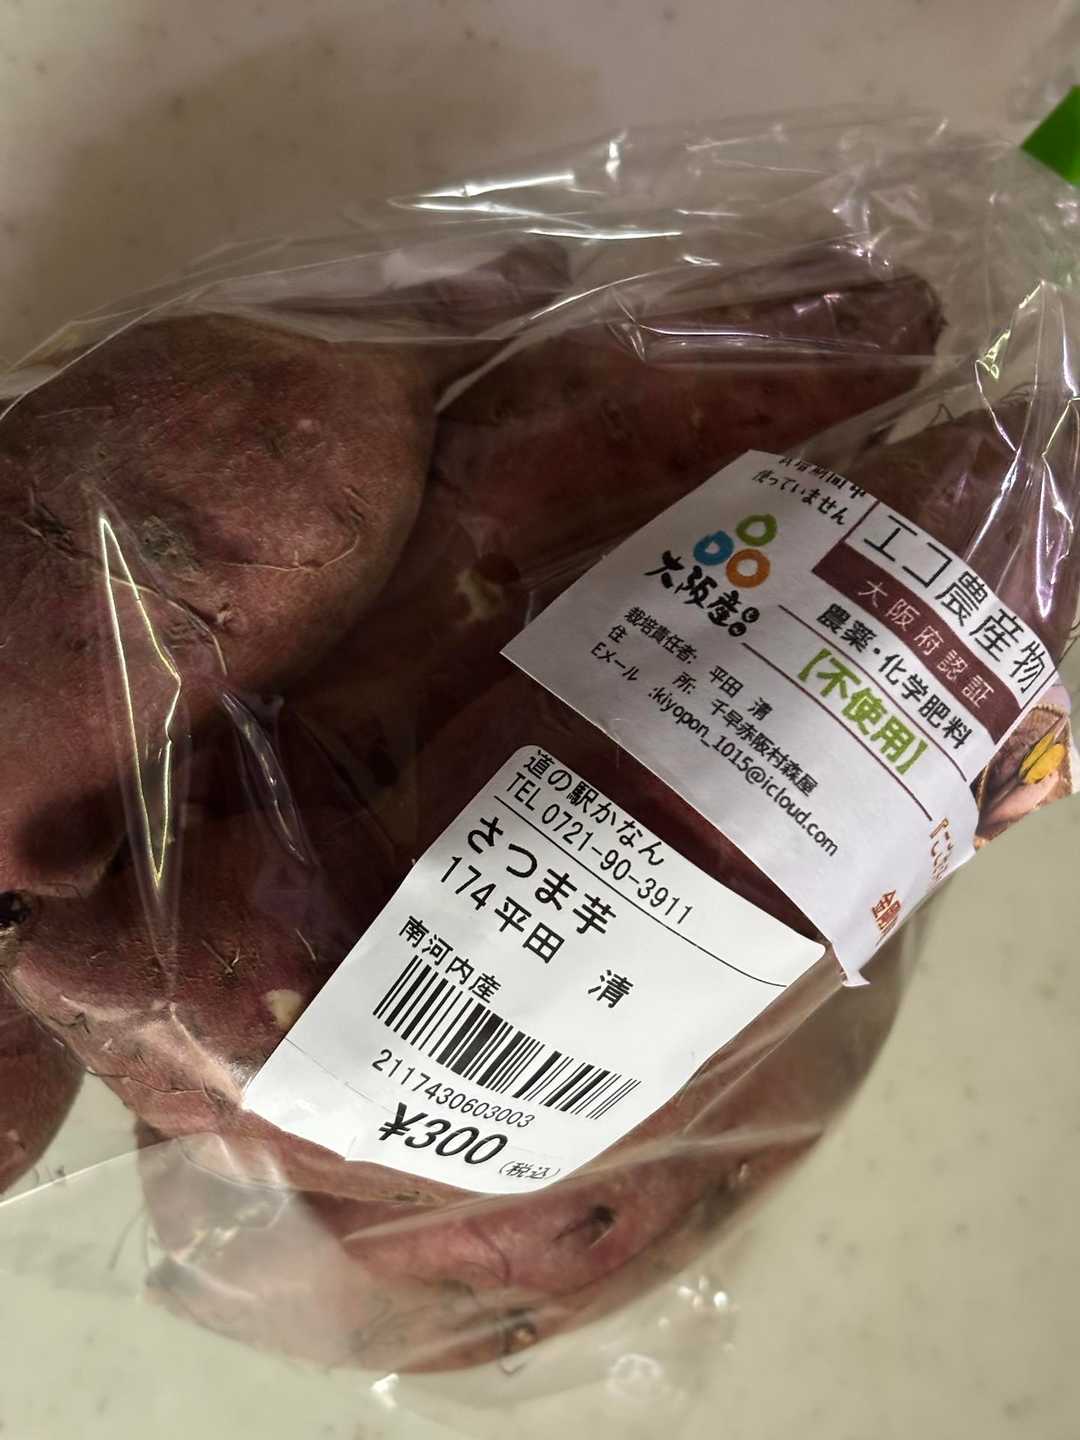 使っていません
大阪産
もん
エコ農産物
大阪府認証
農薬・化学肥料
【不使用】
栽培責任者: 平田 清
住 所: 千早赤阪村森屋
Eメール :kiyopon_1015@icloud.com
道の駅かなん
TEL 0721-90-3911
さつま芋
174 平田 清
南河内産
2117430603003
¥300 (税込)